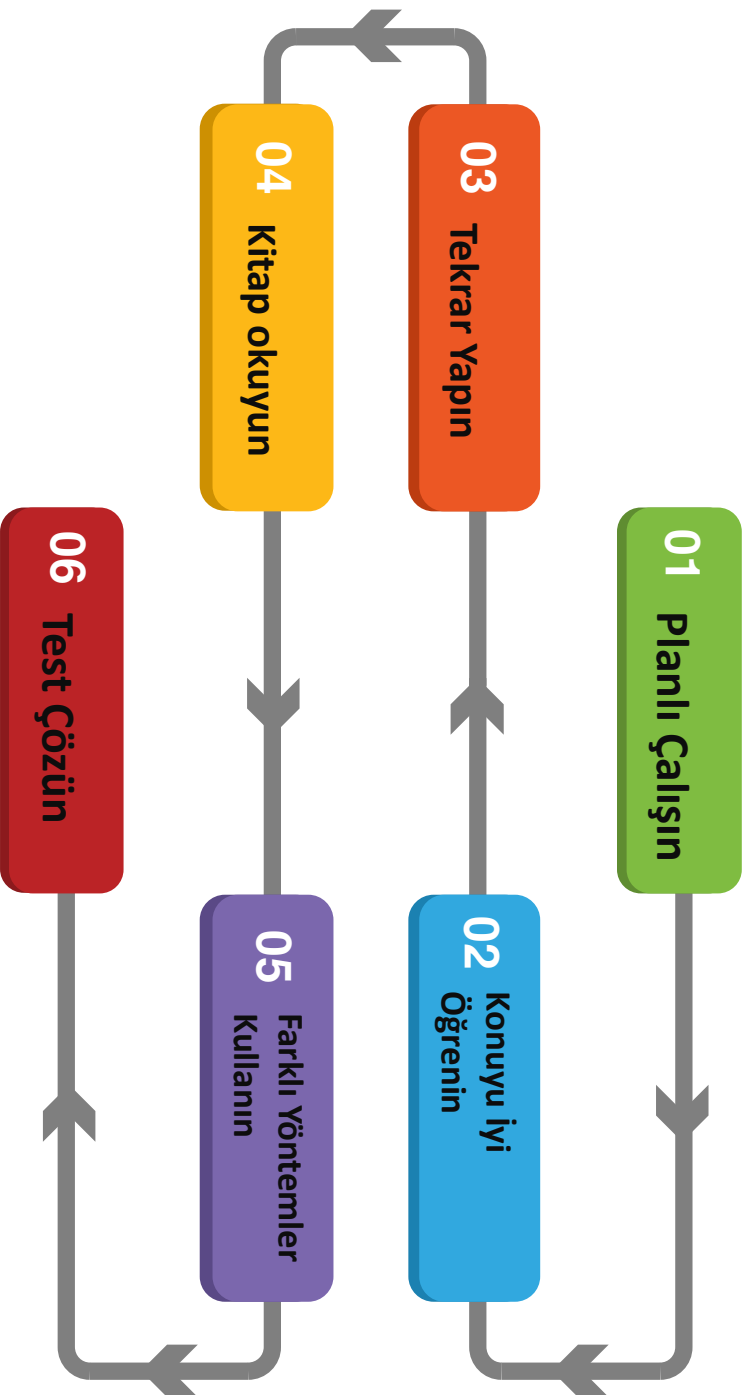 01 Planlı Çalışın
02 Konuyu İyi
Öğrenin
03 Tekrar Yapın
04 Kitap okuyun
05 Farklı Yöntemler
Kullanın
06 Test Çözün